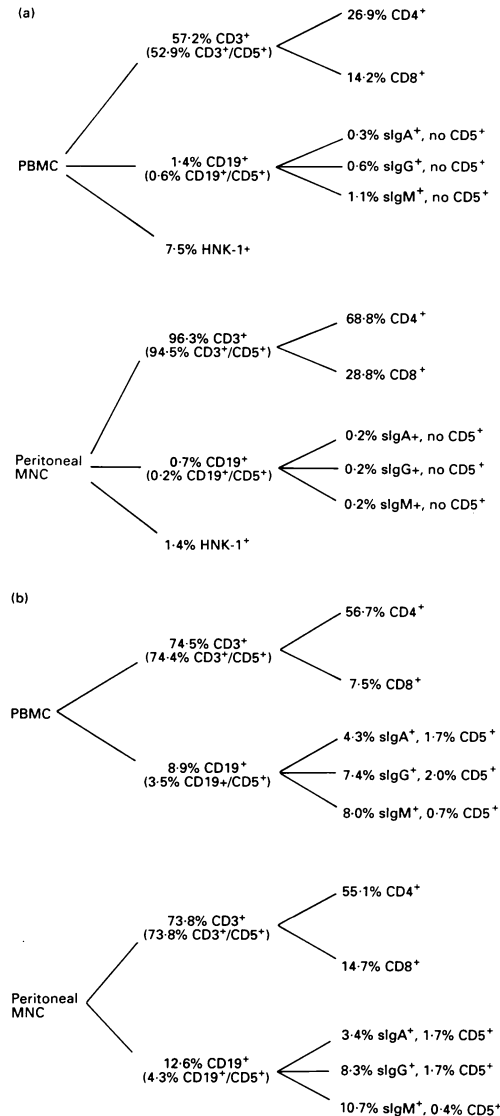 (a)
57·2% CD3⁺
(52·9% CD3⁺/CD5⁺)
26·9% CD4⁺
14·2% CD8⁺
PBMC
1·4% CD19⁺
(0·6% CD19⁺/CD5⁺)
0·3% sIgA⁺, no CD5⁺
0·6% sIgG⁺, no CD5⁺
1·1% sIgM⁺, no CD5⁺
7·5% HNK-1+
96·3% CD3⁺
(94·5% CD3⁺/CD5⁺)
68·8% CD4⁺
28·8% CD8⁺
Peritoneal
MNC
0·7% CD19⁺
(0·2% CD19⁺/CD5⁺)
0·2% sIgA+, no CD5⁺
0·2% sIgG+, no CD5⁺
0·2% sIgM+, no CD5⁺
1·4% HNK-1⁺
(b)
74·5% CD3⁺
(74·4% CD3⁺/CD5⁺)
56·7% CD4⁺
7·5% CD8⁺
PBMC
8·9% CD19⁺
(3·5% CD19+/CD5⁺)
4·3% sIgA⁺, 1·7% CD5⁺
7·4% sIgG⁺, 2·0% CD5⁺
8·0% sIgM⁺, 0·7% CD5⁺
73·8% CD3⁺
(73·8% CD3⁺/CD5⁺)
55·1% CD4⁺
14·7% CD8⁺
Peritoneal
MNC
12·6% CD19⁺
(4·3% CD19⁺/CD5⁺)
3·4% sIgA⁺, 1·7% CD5⁺
8·3% sIgG⁺, 1·7% CD5⁺
10·7% sIgM⁺, 0·4% CD5⁺